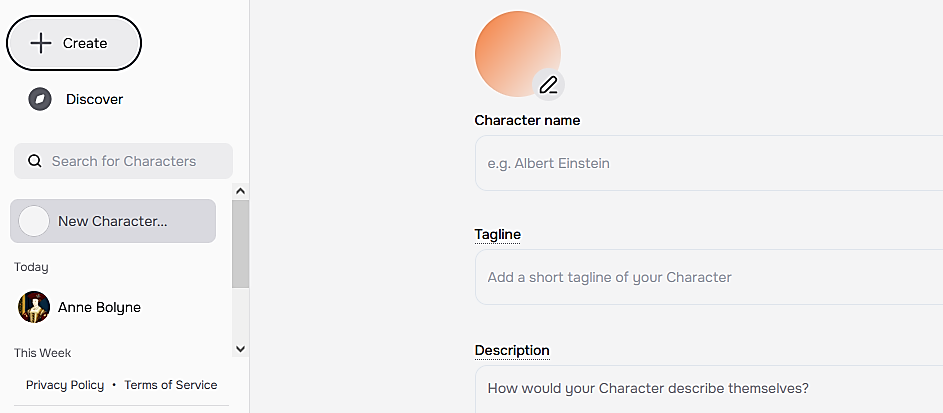 Create
Discover
Search for Characters
New Character...
Today
Anne Bolyne
This Week
Privacy Policy • Terms of Service
Character name
e.g. Albert Einstein
Tagline
Add a short tagline of your Character
Description
How would your Character describe themselves?